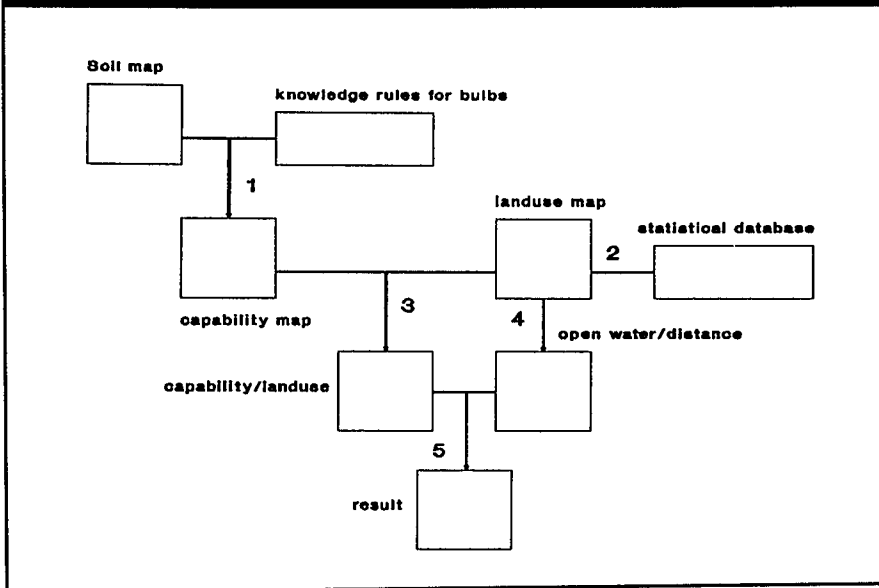 Soil map
knowledge rules for bulbs
1
landuse map
statistical database
2
capability map
3
4
open water/distance
capability/landuse
5
result